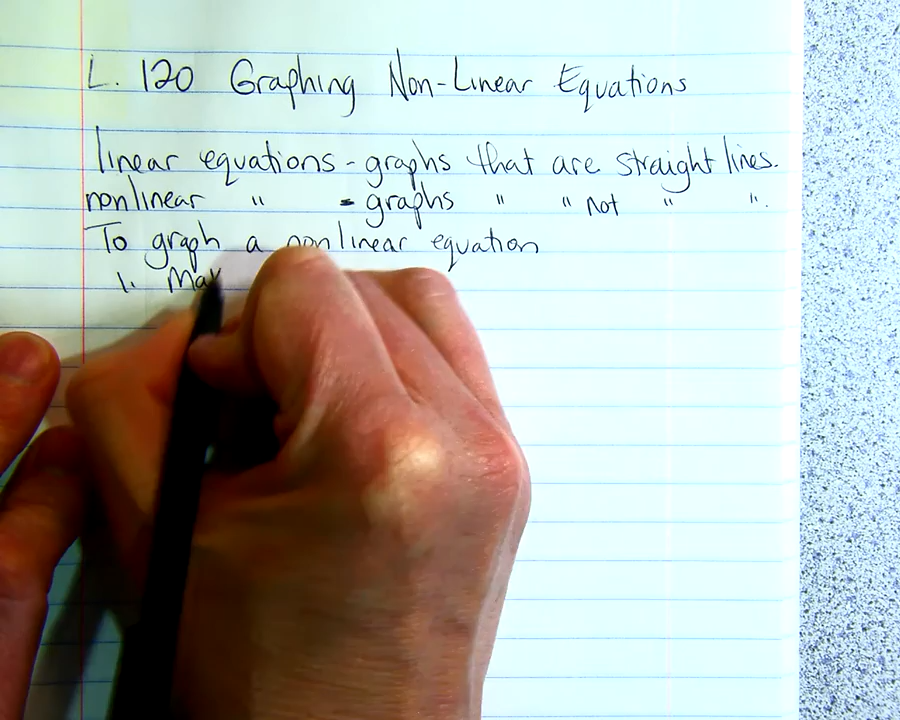 L. 120 Graphing Non-Linear Equations
linear equations - graphs that are straight lines.
nonlinear " - graphs " " not " ".
To graph a nonlinear equation
1. Mak